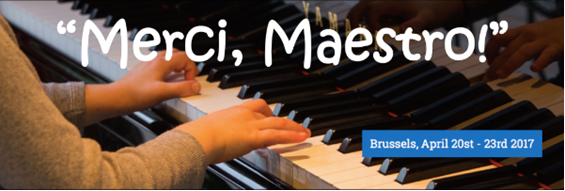 “Merci, Maestro!”
Brussels, April 20st - 23rd 2017